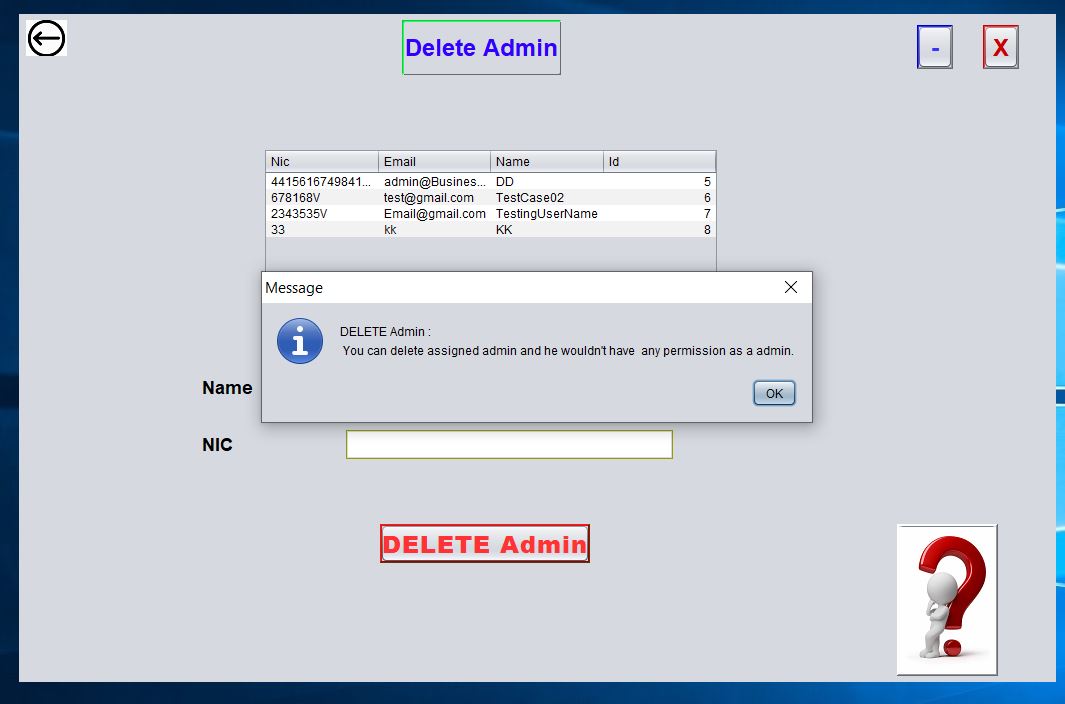 Delete Admin
-
X
Nic Email Name Id
4415616749841... admin@Busines... DD 5
678168V test@gmail.com TestCase02 6
2343535V Email@gmail.com TestingUserName 7
33 kk KK 8
Message
DELETE Admin :
You can delete assigned admin and he wouldn't have any permission as a admin.
OK
Name
NIC
DELETE Admin
?